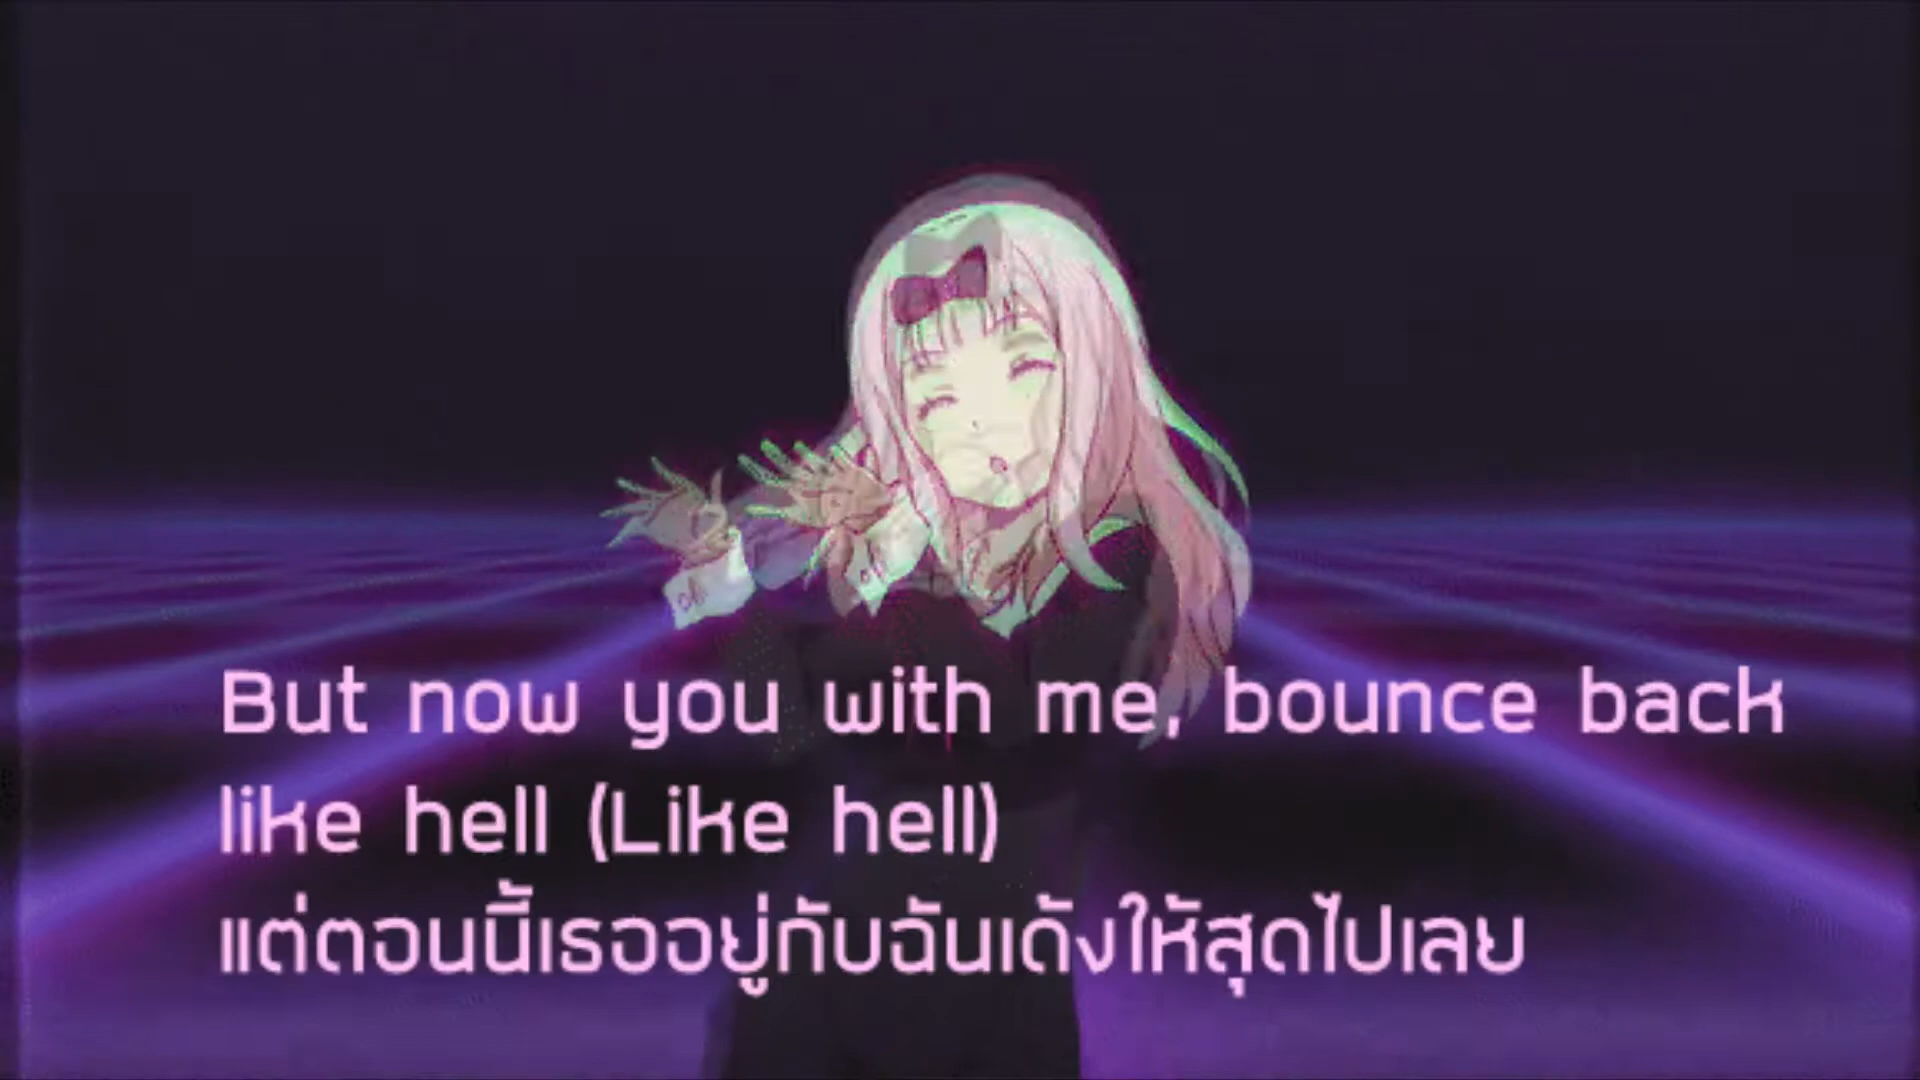 But now you with me, bounce back
like hell (Like hell)
แต่ตอนนี้เธออยู่กับฉันเด้งให้สุดไปเลย